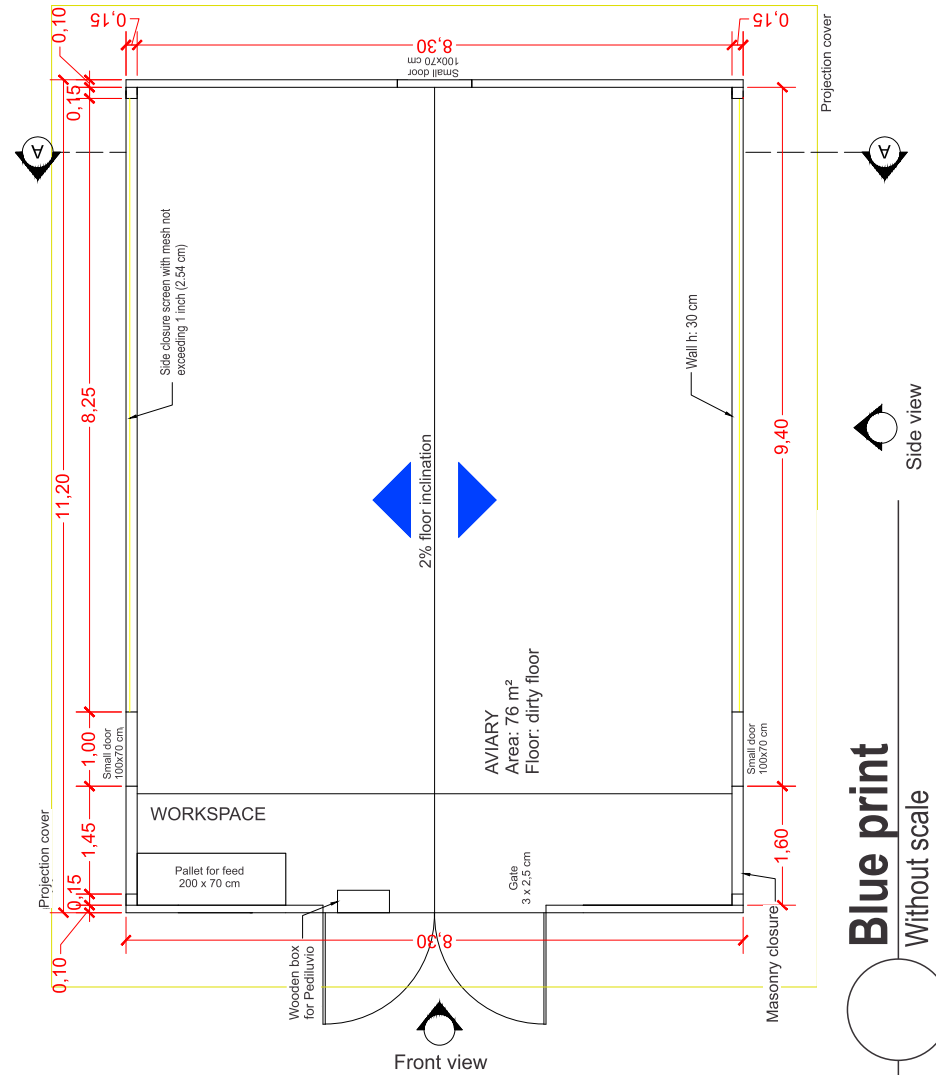 0,10
0,15
0,15
8,30
0,15
Small door
100x70 cm
Projection cover
A
A
Side closure screen with mesh not
exceeding 1 inch (2.54 cm)
Wall h: 30 cm
11,20
8,25
9,40
2% floor inclination
Side view
AVIARY
Area: 76 m²
Floor: dirty floor
1,00
Small door
100x70 cm
Small door
100x70 cm
Projection cover
1,45
WORKSPACE
1,60
Pallet for feed
200 x 70 cm
Gate
3 x 2,5 cm
0,15
0,10
8,30
Wooden box
for Pediluvio
Masonry closure
Front view
Blue print
Without scale